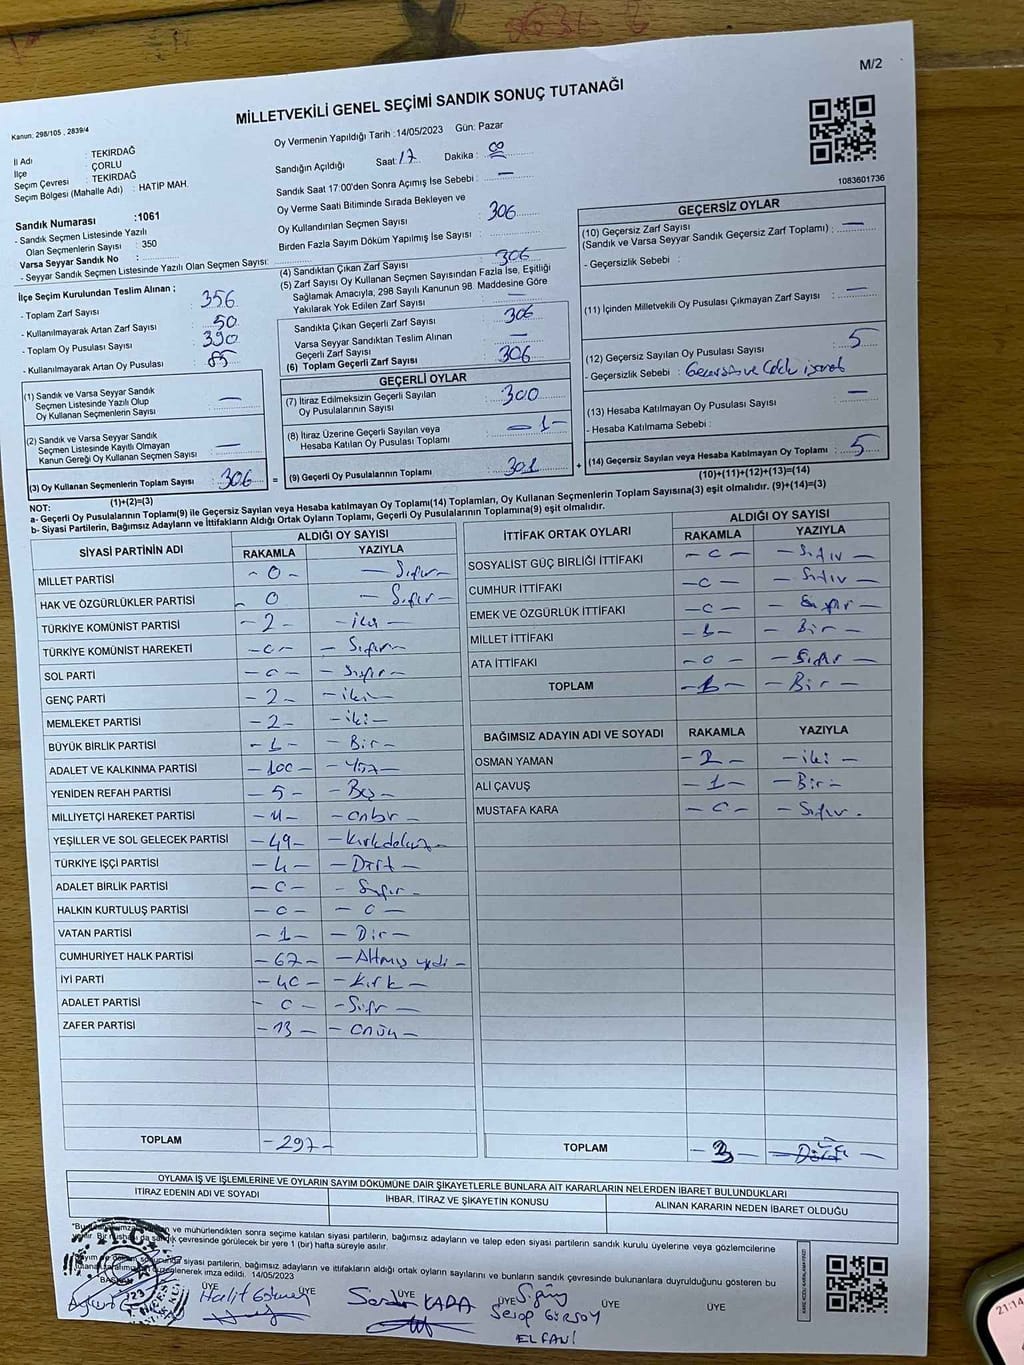 M/2
MİLLETVEKİLİ GENEL SEÇİMİ SANDIK SONUÇ TUTANAĞI
Kanun: 298/105 , 2839/4
İl Adı : TEKİRDAĞ
İlçe : ÇORLU
Seçim Çevresi : TEKİRDAĞ
Seçim Bölgesi (Mahalle Adı) : HATIP MAH.
Sandık Numarası :1061
- Sandık Seçmen Listesinde Yazılı
Olan Seçmenlerin Sayısı : 350
Varsa Seyyar Sandık No :
- Seyyar Sandık Seçmen Listesinde Yazılı Olan Seçmen Sayısı:
Oy Vermenin Yapıldığı Tarih :14/05/2023 Gün: Pazar
Sandığın Açıldığı Saat: 17 Dakika : 00
Sandık Saat 17:00'den Sonra Açımış İse Sebebi : —
Oy Verme Saati Bitiminde Sırada Bekleyen ve
Oy Kullandırılan Seçmen Sayısı : 306
Birden Fazla Sayım Döküm Yapılmış İse Sayısı :
1083601736
İlçe Seçim Kurulundan Teslim Alınan ;
- Toplam Zarf Sayısı : 356
- Kullanılmayarak Artan Zarf Sayısı : 50
- Toplam Oy Pusulası Sayısı : 390
- Kullanılmayarak Artan Oy Pusulası : 85
(1) Sandık ve Varsa Seyyar Sandık
Seçmen Listesinde Yazılı Olup
Oy Kullanan Seçmenlerin Sayısı : —
(2) Sandık ve Varsa Seyyar Sandık
Seçmen Listesinde Kayıtlı Olmayan
Kanun Gereği Oy Kullanan Seçmen Sayısı : —
(3) Oy Kullanan Seçmenlerin Toplam Sayısı : 306 =
(1)+(2)=(3)
(4) Sandıktan Çıkan Zarf Sayısı : 306
(5) Zarf Sayısı Oy Kullanan Seçmen Sayısından Fazla İse, Eşitliği
Sağlamak Amacıyla, 298 Sayılı Kanunun 98. Maddesine Göre
Yakılarak Yok Edilen Zarf Sayısı : —
Sandıkta Çıkan Geçerli Zarf Sayısı : 306
Varsa Seyyar Sandıktan Teslim Alınan
Geçerli Zarf Sayısı : —
(6) Toplam Geçerli Zarf Sayısı : 306
GEÇERLİ OYLAR
(7) İtiraz Edilmeksizin Geçerli Sayılan
Oy Pusulalarının Sayısı : 300
(8) İtiraz Üzerine Geçerli Sayılan veya
Hesaba Katılan Oy Pusulası Toplamı : — 1 -
(9) Geçerli Oy Pusulalarının Toplamı : 301 +
GEÇERSİZ OYLAR
(10) Geçersiz Zarf Sayısı
(Sandık ve Varsa Seyyar Sandık Geçersiz Zarf Toplamı) : —
- Geçersizlik Sebebi :
(11) İçinden Milletvekili Oy Pusulası Çıkmayan Zarf Sayısı : —
(12) Geçersiz Sayılan Oy Pusulası Sayısı : 5
- Geçersizlik Sebebi :
(13) Hesaba Katılmayan Oy Pusulası Sayısı : —
- Hesaba Katılmama Sebebi :
(14) Geçersiz Sayılan veya Hesaba Katılmayan Oy Toplamı : 5
(10)+(11)+(12)+(13)=(14)
NOT:
a- Geçerli Oy Pusulalarının Toplamı(9) ile Geçersiz Sayılan veya Hesaba katılmayan Oy Toplamı(14) Toplamları, Oy Kullanan Seçmenlerin Toplam Sayısına(3) eşit olmalıdır. (9)+(14)=(3)
b- Siyasi Partilerin, Bağımsız Adayların ve İttifakların Aldığı Ortak Oyların Toplamı, Geçerli Oy Pusulalarının Toplamına(9) eşit olmalıdır.
SİYASİ PARTİNİN ADI ALDIĞI OY SAYISI
RAKAMLA YAZIYLA
MİLLET PARTİSİ - 0 - — Sıfır —
HAK VE ÖZGÜRLÜKLER PARTİSİ - 0 — Sıfır —
TÜRKİYE KOMÜNİST PARTİSİ - 2 - - iki —
TÜRKİYE KOMÜNİST HAREKETİ - 0 - — Sıfır —
SOL PARTİ - 0 - — Sıfır —
GENÇ PARTİ - 2 - - iki —
MEMLEKET PARTİSİ - 2 - - iki —
BÜYÜK BİRLİK PARTİSİ - 1 - - Bir -
ADALET VE KALKINMA PARTİSİ - 100 - - Yüz —
YENİDEN REFAH PARTİSİ - 5 - - Beş —
MİLLİYETÇİ HAREKET PARTİSİ - 11 - - onbir —
YEŞİLLER VE SOL GELECEK PARTİSİ - 49 - - Kırkdokuz —
TÜRKİYE İŞÇİ PARTİSİ - 4 - - Dört —
ADALET BİRLİK PARTİSİ - 0 - - Sıfır -
HALKIN KURTULUŞ PARTİSİ - 0 - - 0 —
VATAN PARTİSİ - 1 - - Bir —
CUMHURİYET HALK PARTİSİ - 67 - - Altmış yedi -
İYİ PARTİ - 40 - - Kırk —
ADALET PARTİSİ - 0 - - Sıfır —
ZAFER PARTİSİ - 13 - - onüç —
TOPLAM - 297 -
İTTİFAK ORTAK OYLARI ALDIĞI OY SAYISI
RAKAMLA YAZIYLA
SOSYALİST GÜÇ BİRLİĞİ İTTİFAKI - 0 - - Sıfır —
CUMHUR İTTİFAKI - 0 - - Sıfır —
EMEK VE ÖZGÜRLÜK İTTİFAKI - 0 - - Sıfır —
MİLLET İTTİFAKI - 1 - - Bir —
ATA İTTİFAKI - 0 - - Sıfır —
TOPLAM - 1 - - Bir —
BAĞIMSIZ ADAYIN ADI VE SOYADI RAKAMLA YAZIYLA
OSMAN YAMAN - 2 - - iki —
ALİ ÇAVUŞ - 1 - - Bir -
MUSTAFA KARA - 0 - - Sıfır .
TOPLAM - 3 -
OYLAMA İŞ VE İŞLEMLERİNE VE OYLARIN SAYIM DÖKÜMÜNE DAİR ŞİKAYETLERLE BUNLARA AİT KARARLARIN NELERDEN İBARET BULUNDUKLARI
İTİRAZ EDENİN ADI VE SOYADI İHBAR, İTİRAZ VE ŞİKAYETİN KONUSU ALINAN KARARIN NEDEN İBARET OLDUĞU
ve mühürlendikten sonra seçime katılan siyasi partilerin, bağımsız adayların ve talep eden siyasi partilerin sandık kurulu üyelerine veya gözlemcilerine
çevresinde görülecek bir yere 1 (bir) hafta süreyle asılır.
siyasi partilerin, bağımsız adayların ve ittifakların aldığı ortak oyların sayılarını ve bunların sandık çevresinde bulunanlara duyrulduğunu gösteren bu
imza edildi. 14/05/2023
BAŞKAN ÜYE ÜYE ÜYE ÜYE ÜYE ÜYE
Halit Serdar KADA Serap GÜRSOY
ELFANİ
21:14